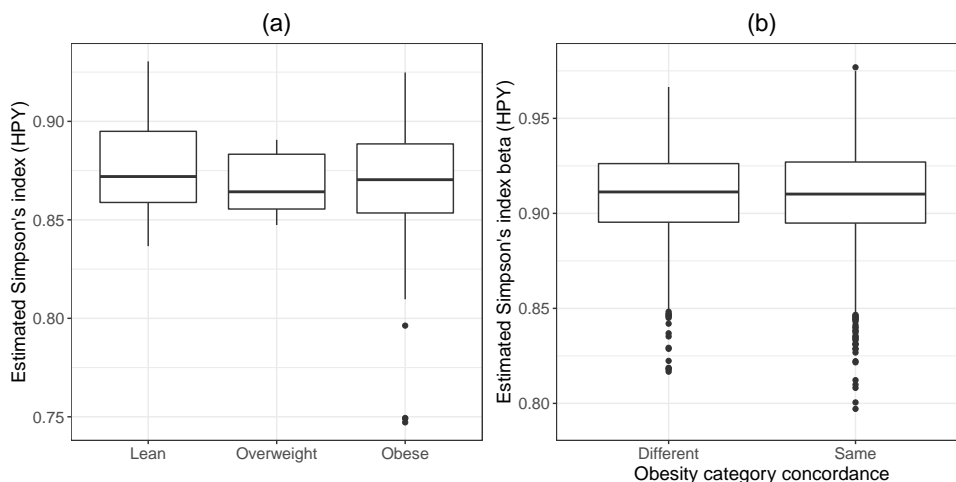 (a)
Estimated Simpson's index (HPY)
0.90
0.85
0.80
0.75
Lean Overweight Obese
(b)
Estimated Simpson's index beta (HPY)
0.95
0.90
0.85
0.80
Different Same
Obesity category concordance